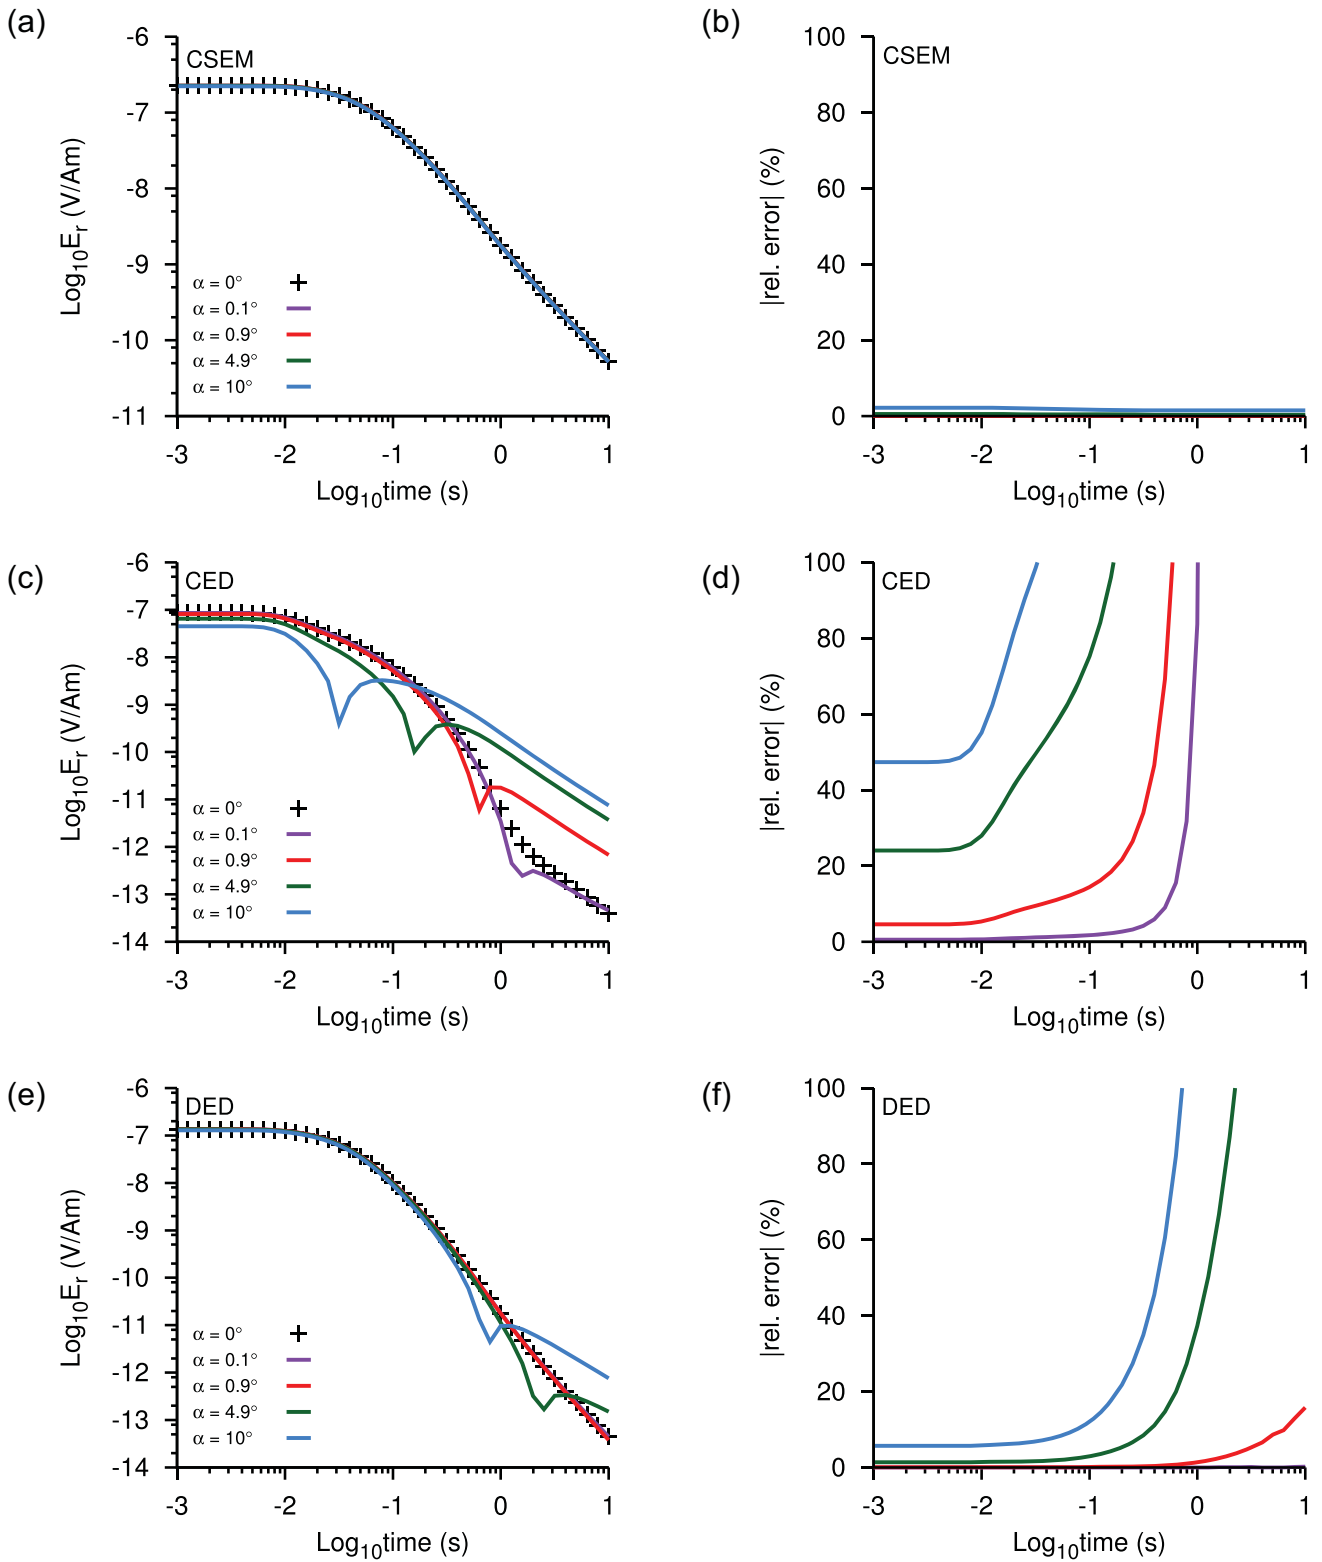 (a)
CSEM
Log10Er (V/Am)
-6
-7
-8
-9
-10
-11
α = 0°
α = 0.1°
α = 0.9°
α = 4.9°
α = 10°
-3 -2 -1 0 1
Log10time (s)
(b)
CSEM
|rel. error| (%)
100
80
60
40
20
0
-3 -2 -1 0 1
Log10time (s)
(c)
CED
Log10Er (V/Am)
-6
-7
-8
-9
-10
-11
-12
-13
-14
α = 0°
α = 0.1°
α = 0.9°
α = 4.9°
α = 10°
-3 -2 -1 0 1
Log10time (s)
(d)
CED
|rel. error| (%)
100
80
60
40
20
0
-3 -2 -1 0 1
Log10time (s)
(e)
DED
Log10Er (V/Am)
-6
-7
-8
-9
-10
-11
-12
-13
-14
α = 0°
α = 0.1°
α = 0.9°
α = 4.9°
α = 10°
-3 -2 -1 0 1
Log10time (s)
(f)
DED
|rel. error| (%)
100
80
60
40
20
0
-3 -2 -1 0 1
Log10time (s)